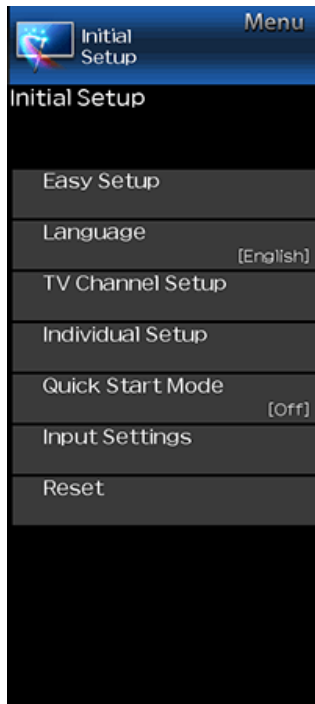 Menu
Initial
Setup
Initial Setup
Easy Setup
Language
[English]
TV Channel Setup
Individual Setup
Quick Start Mode
[Off]
Input Settings
Reset